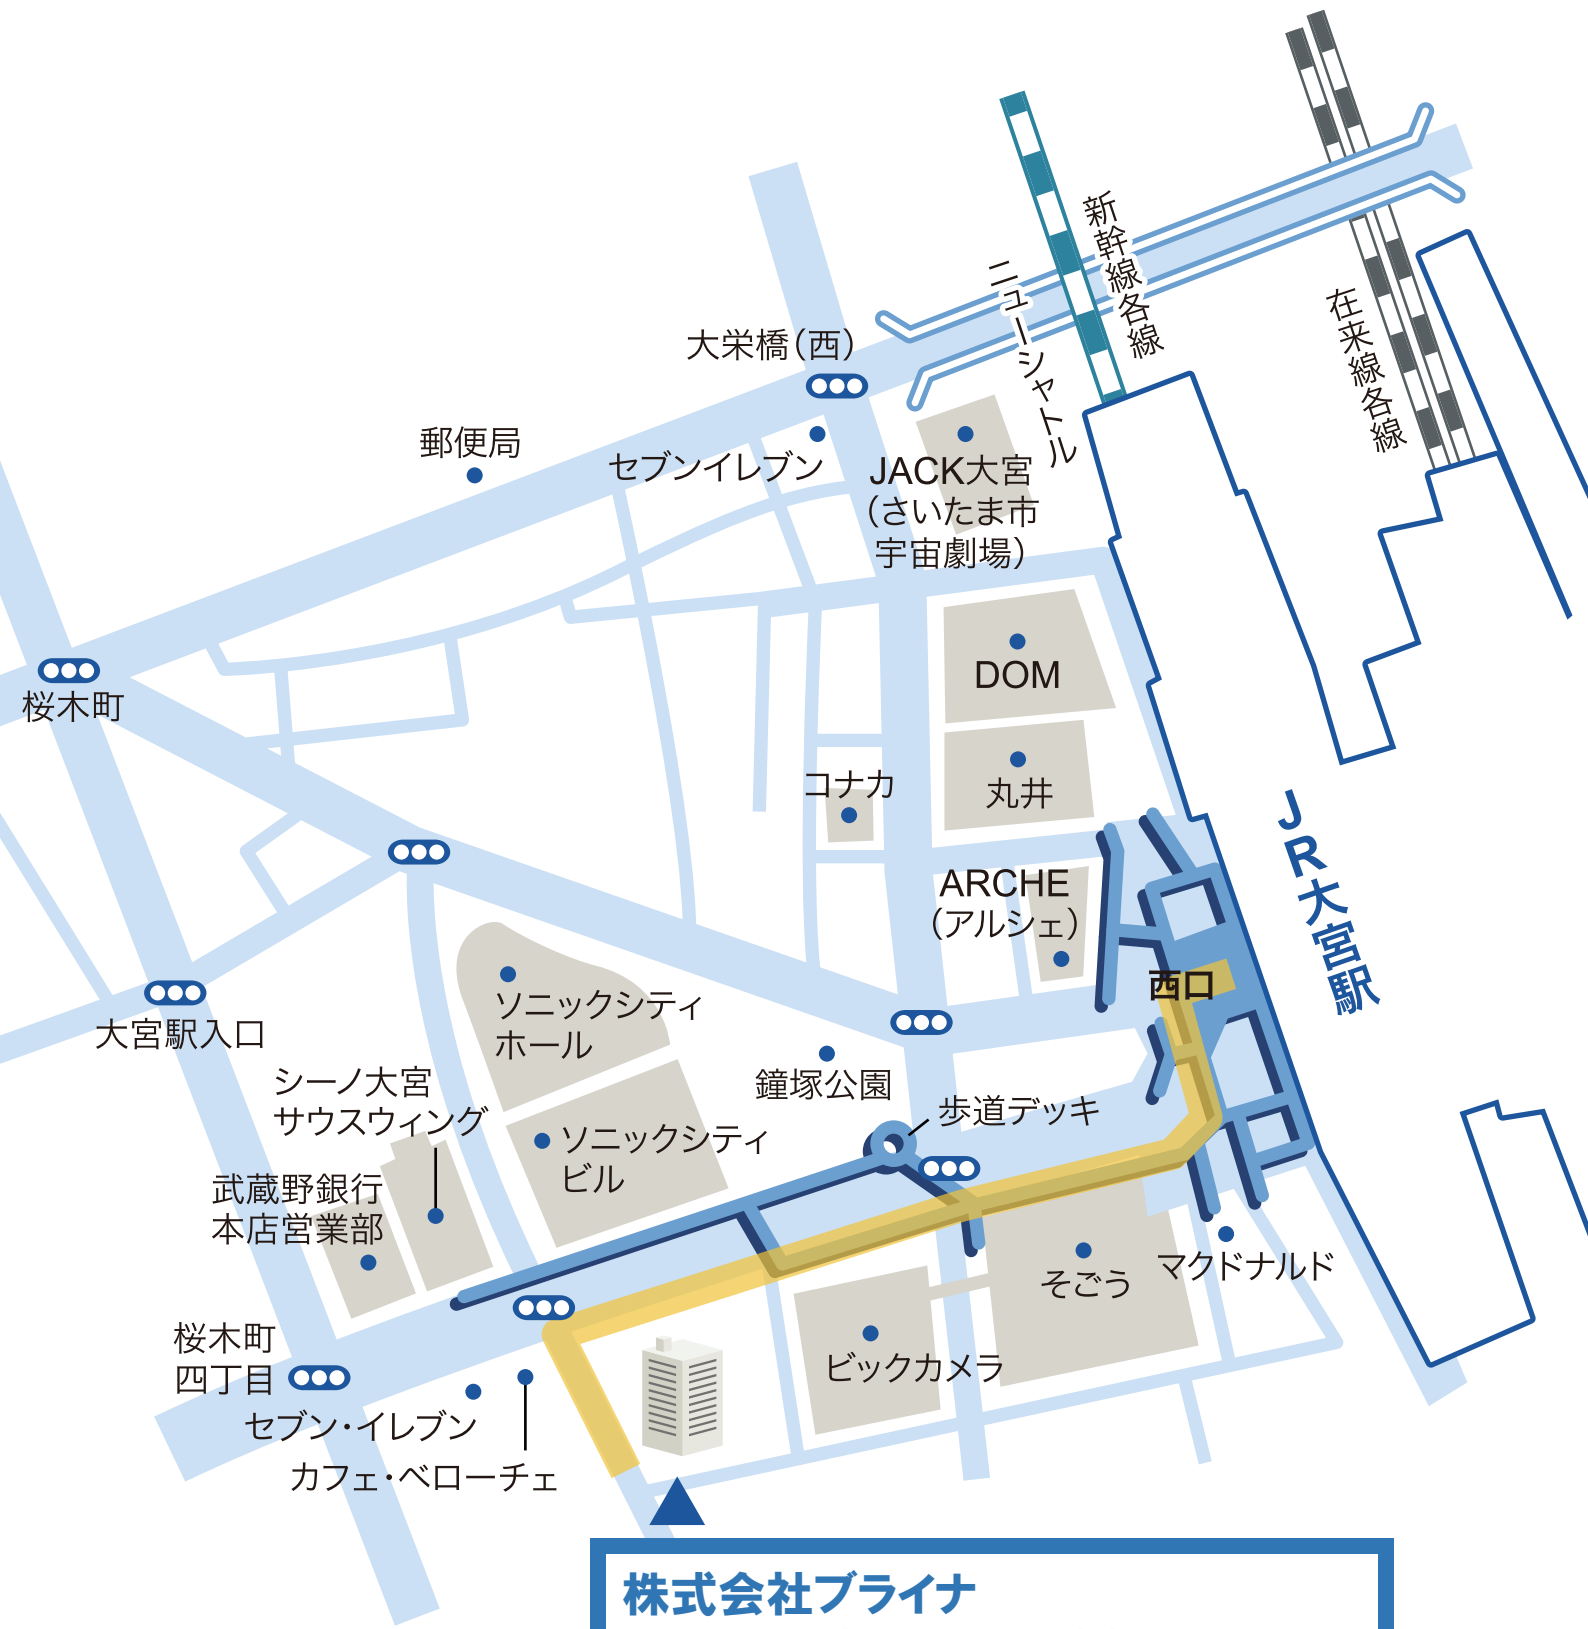 新幹線各線
ニューシャトル
在来線各線
大栄橋（西）
郵便局
セブンイレブン
JACK大宮
（さいたま市
宇宙劇場）
DOM
桜木町
丸井
コナカ
JR大宮駅
ARCHE
（アルシェ）
西口
ソニックシティ
ホール
大宮駅入口
シーノ大宮
サウスウィング
鐘塚公園
歩道デッキ
ソニックシティ
ビル
武蔵野銀行
本店営業部
そごう
マクドナルド
桜木町
四丁目
ビックカメラ
セブン・イレブン
カフェ・ベローチェ
株式会社ブライナ